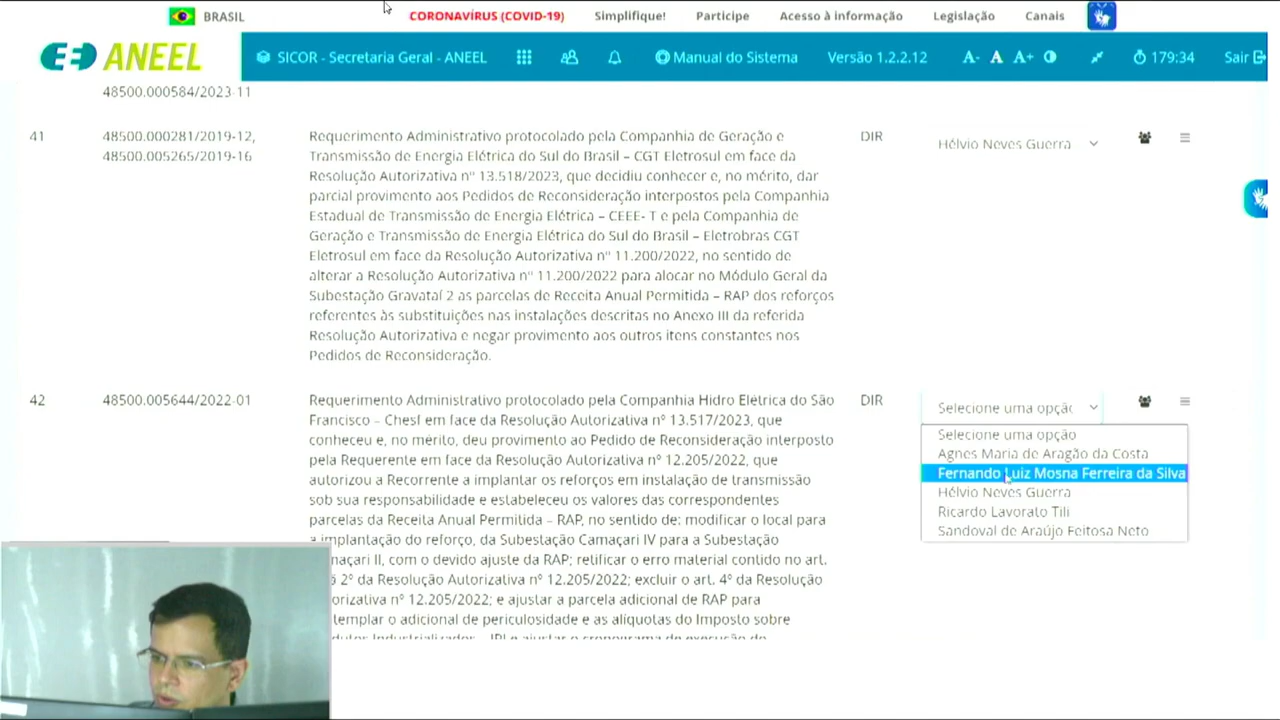 BRASIL
CORONAVÍRUS (COVID-19) Simplifique! Participe Acesso à informação Legislação Canais
ANEEL
SICOR - Secretaria Geral - ANEEL Manual do Sistema Versão 1.2.2.12 A- A A+ 179:34 Sair
48500.000584/2023-11
41 48500.000281/2019-12, Requerimento Administrativo protocolado pela Companhia de Geração e DIR Hélvio Neves Guerra
48500.005265/2019-16 Transmissão de Energia Elétrica do Sul do Brasil – CGT Eletrosul em face da
Resolução Autorizativa nº 13.518/2023, que decidiu conhecer e, no mérito, dar
parcial provimento aos Pedidos de Reconsideração interpostos pela Companhia
Estadual de Transmissão de Energia Elétrica – CEEE- T e pela Companhia de
Geração e Transmissão de Energia Elétrica do Sul do Brasil – Eletrobras CGT
Eletrosul em face da Resolução Autorizativa nº 11.200/2022, no sentido de
alterar a Resolução Autorizativa nº 11.200/2022 para alocar no Módulo Geral da
Subestação Gravataí 2 as parcelas de Receita Anual Permitida – RAP dos reforços
referentes às substituições nas instalações descritas no Anexo III da referida
Resolução Autorizativa e negar provimento aos outros itens constantes nos
Pedidos de Reconsideração.
42 48500.005644/2022-01 Requerimento Administrativo protocolado pela Companhia Hidro Elétrica do São DIR Selecione uma opçã
Francisco – Chesf em face da Resolução Autorizativa nº 13.517/2023, que
conheceu e, no mérito, deu provimento ao Pedido de Reconsideração interposto
pela Requerente em face da Resolução Autorizativa nº 12.205/2022, que
autorizou a Recorrente a implantar os reforços em instalação de transmissão
sob sua responsabilidade e estabeleceu os valores das correspondentes
parcelas da Receita Anual Permitida – RAP, no sentido de: modificar o local para
a implantação do reforço, da Subestação Camaçari IV para a Subestação
naçari II, com o devido ajuste da RAP; retificar o erro material contido no art.
2º da Resolução Autorizativa nº 12.205/2022; excluir o art. 4º da Resolução
orizativa nº 12.205/2022; e ajustar a parcela adicional de RAP para
templar o adicional de periculosidade e as alíquotas do Imposto sobre
Selecione uma opção
Agnes Maria de Aragão da Costa
Fernando Luiz Mosna Ferreira da Silva
Hélvio Neves Guerra
Ricardo Lavorato Tili
Sandoval de Araújo Feitosa Neto